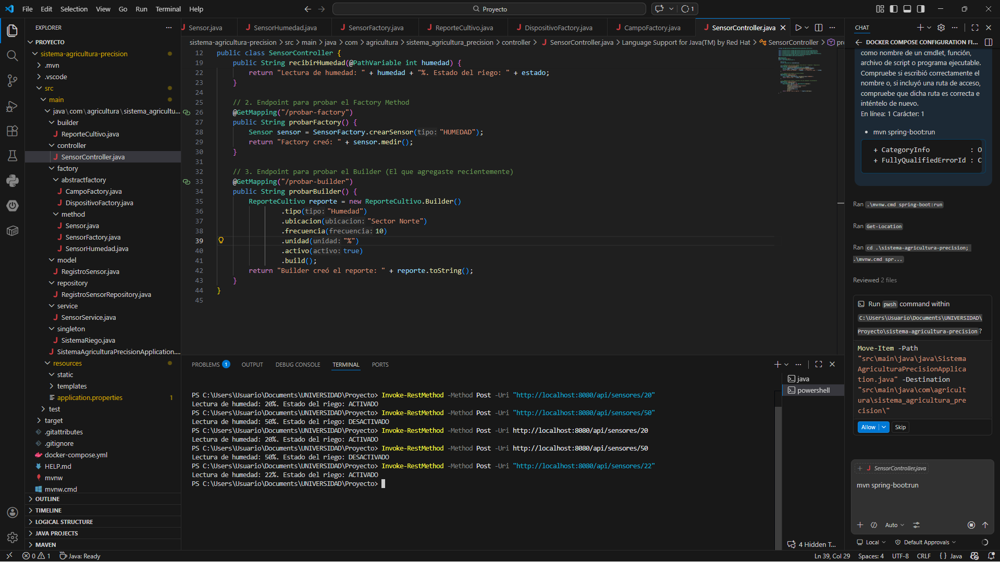 File Edit Selection View Go Run Terminal Help
Proyecto
1
EXPLORER
PROYECTO
sistema-agricultura-precision
.mvn
.vscode
src
main
java\com\agricultura\sistema_agricultu...
builder
ReporteCultivo.java
controller
SensorController.java
factory
abstractfactory
CampoFactory.java
DispositivoFactory.java
method
Sensor.java
SensorFactory.java
SensorHumedad.java
model
RegistroSensor.java
repository
RegistroSensorRepository.java
service
SensorService.java
singleton
SistemaRiego.java
SistemaAgriculturaPrecisionApplication....
resources
static
templates
application.properties 1
test
target
.gitattributes
.gitignore
docker-compose.yml
HELP.md
mvnw
mvnw.cmd
OUTLINE
TIMELINE
LOGICAL STRUCTURE
JAVA PROJECTS
MAVEN
Sensor.java SensorHumedad.java SensorFactory.java ReporteCultivo.java DispositivoFactory.java CampoFactory.java SensorController.java
sistema-agricultura-precision > src > main > java > com > agricultura > sistema_agricultura_precision > controller > SensorController.java > Language Support for Java(TM) by Red Hat > SensorController > pr
12 public class SensorController {
19 public String recibirHumedad(@PathVariable int humedad) {
22 return "Lectura de humedad: " + humedad + "%. Estado del riego: " + estado;
23 }
24
25 // 2. Endpoint para probar el Factory Method
26 @GetMapping("/probar-factory")
27 public String probarFactory() {
28 Sensor sensor = SensorFactory.crearSensor(tipo: "HUMEDAD");
29 return "Factory creó: " + sensor.medir();
30 }
31
32 // 3. Endpoint para probar el Builder (El que agregaste recientemente)
33 @GetMapping("/probar-builder")
34 public String probarBuilder() {
35 ReporteCultivo reporte = new ReporteCultivo.Builder()
36 .tipo(tipo: "Humedad")
37 .ubicacion(ubicacion: "Sector Norte")
38 .frecuencia(frecuencia: 10)
39 .unidad(unidad: "%")
40 .activo(activo: true)
41 .build();
42 return "Builder creó el reporte: " + reporte.toString();
43 }
44 }
45
PROBLEMS 1 OUTPUT DEBUG CONSOLE TERMINAL PORTS
PS C:\Users\Usuario\Documents\UNIVERSIDAD\Proyecto> Invoke-RestMethod -Method Post -Uri "http://localhost:8080/api/sensores/20"
Lectura de humedad: 20%. Estado del riego: ACTIVADO
PS C:\Users\Usuario\Documents\UNIVERSIDAD\Proyecto> Invoke-RestMethod -Method Post -Uri "http://localhost:8080/api/sensores/50"
Lectura de humedad: 50%. Estado del riego: DESACTIVADO
PS C:\Users\Usuario\Documents\UNIVERSIDAD\Proyecto> Invoke-RestMethod -Method Post -Uri http://localhost:8080/api/sensores/20
Lectura de humedad: 20%. Estado del riego: ACTIVADO
PS C:\Users\Usuario\Documents\UNIVERSIDAD\Proyecto> Invoke-RestMethod -Method Post -Uri http://localhost:8080/api/sensores/50
Lectura de humedad: 50%. Estado del riego: DESACTIVADO
PS C:\Users\Usuario\Documents\UNIVERSIDAD\Proyecto> Invoke-RestMethod -Method Post -Uri "http://localhost:8080/api/sensores/22"
Lectura de humedad: 22%. Estado del riego: ACTIVADO
PS C:\Users\Usuario\Documents\UNIVERSIDAD\Proyecto>
java
powershell
4 Hidden T...
CHAT
DOCKER COMPOSE CONFIGURATION FI...
como nombre de un cmdlet, función,
archivo de script o programa ejecutable.
Compruebe si escribió correctamente el
nombre o, si incluyó una ruta de acceso,
compruebe que dicha ruta es correcta e
inténtelo de nuevo.
En línea: 1 Carácter: 1
• mvn spring-boot:run
+ CategoryInfo : O
+ FullyQualifiedErrorId : C
Ran .\mvnw.cmd spring-boot:run
Ran Get-Location
Ran cd .\sistema-agricultura-precision;
.\mvnw.cmd spr...
Reviewed 2 files
Run pwsh command within
C:\Users\Usuario\Documents\UNIVERSIDAD\
Proyecto\sistema-agricultura-precision?
Move-Item -Path
"src\main\java\java\Sistema
AgriculturaPrecisionApplica
tion.java" -Destination
"src\main\java\com\agricult
ura\sistema_agricultura_pre
cision\"
Allow Skip
SensorController.java
mvn spring-boot:run
Auto
Local Default Approvals
0 1 Java: Ready
Ln 39, Col 29 Spaces: 4 UTF-8 CRLF { } Java